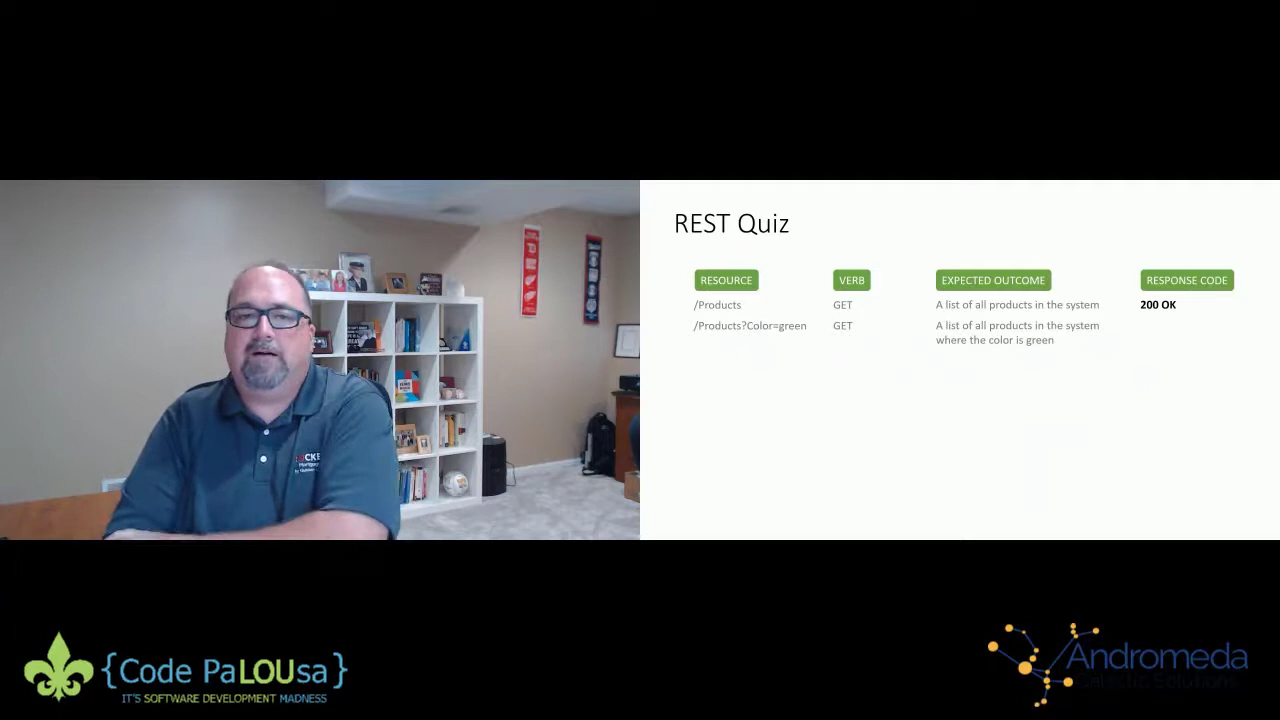 REST Quiz
RESOURCE VERB EXPECTED OUTCOME RESPONSE CODE
/Products GET A list of all products in the system 200 OK
/Products?Color=green GET A list of all products in the system
where the color is green
{Code PaLOUsa}
IT'S SOFTWARE DEVELOPMENT MADNESS
Andromeda
Galactic Solutions